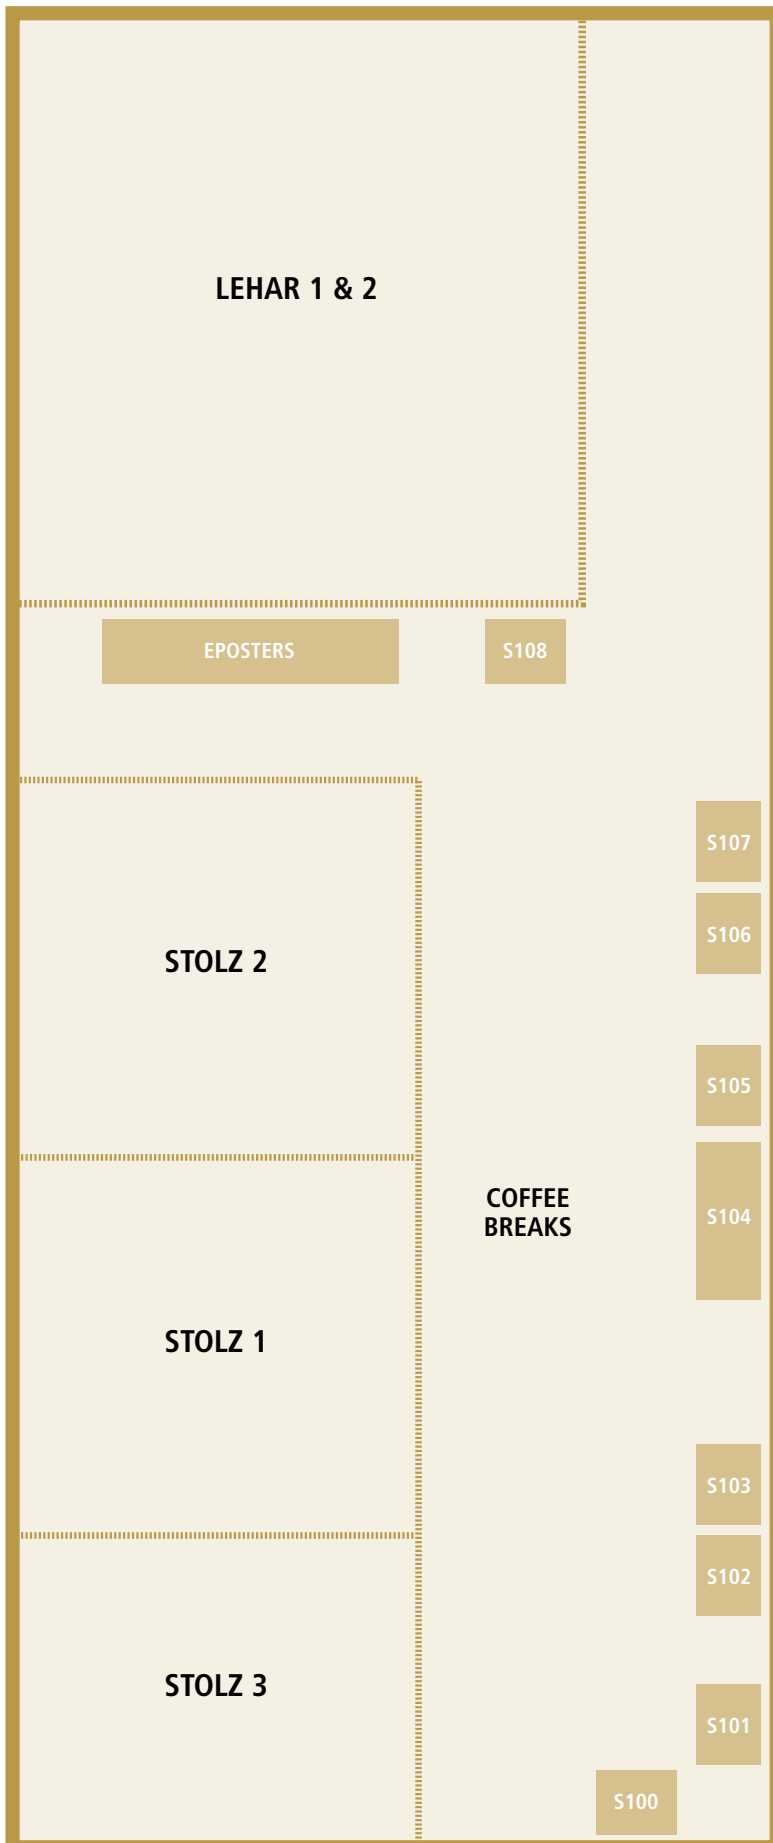 LEHAR 1 & 2
EPOSTERS
S108
S107
S106
STOLZ 2
S105
COFFEE
BREAKS
S104
STOLZ 1
S103
S102
STOLZ 3
S101
S100